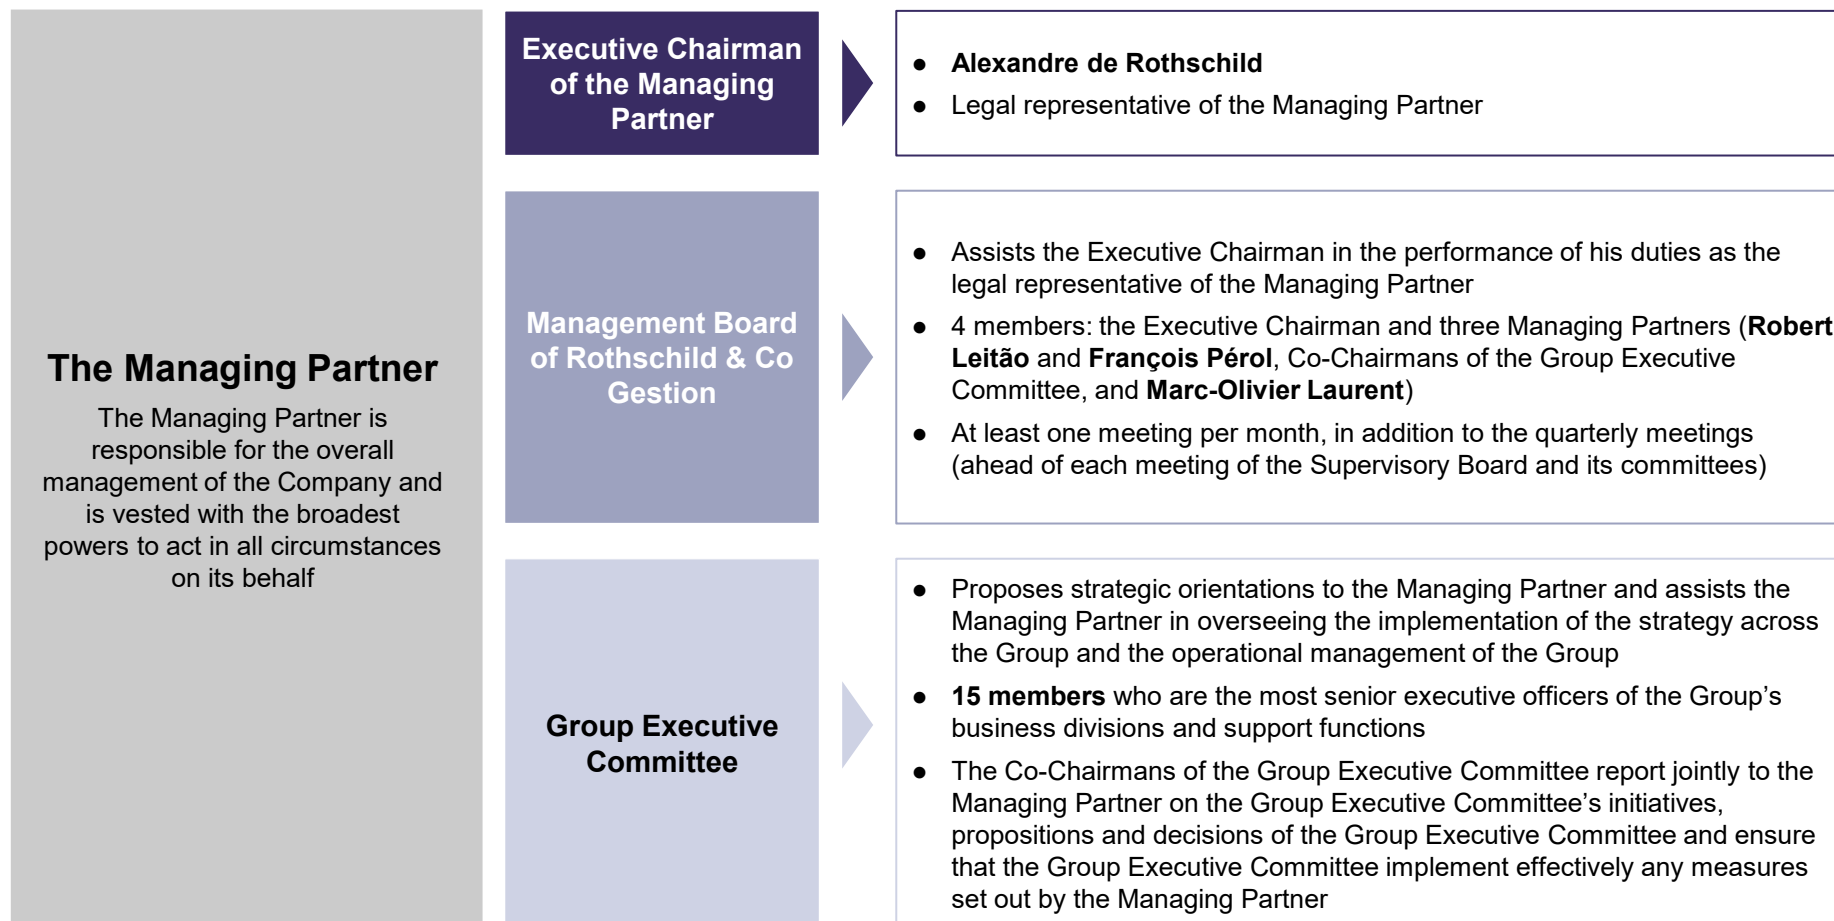 The Managing Partner
The Managing Partner is
responsible for the overall
management of the Company and
is vested with the broadest
powers to act in all circumstances
on its behalf
Executive Chairman
of the Managing
Partner
● Alexandre de Rothschild
● Legal representative of the Managing Partner
Management Board
of Rothschild & Co
Gestion
● Assists the Executive Chairman in the performance of his duties as the
legal representative of the Managing Partner
● 4 members: the Executive Chairman and three Managing Partners (Robert
Leitão and François Pérol, Co-Chairmans of the Group Executive
Committee, and Marc-Olivier Laurent)
● At least one meeting per month, in addition to the quarterly meetings
(ahead of each meeting of the Supervisory Board and its committees)
Group Executive
Committee
● Proposes strategic orientations to the Managing Partner and assists the
Managing Partner in overseeing the implementation of the strategy across
the Group and the operational management of the Group
● 15 members who are the most senior executive officers of the Group’s
business divisions and support functions
● The Co-Chairmans of the Group Executive Committee report jointly to the
Managing Partner on the Group Executive Committee’s initiatives,
propositions and decisions of the Group Executive Committee and ensure
that the Group Executive Committee implement effectively any measures
set out by the Managing Partner